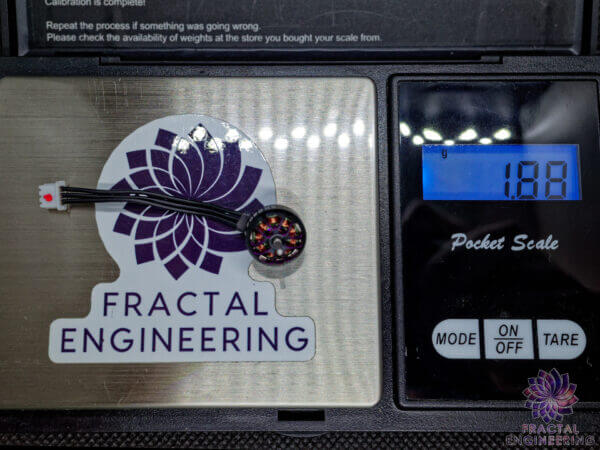 Calibration is complete!
Repeat the process if something was going wrong.
Please check the availability of weights at the store you bought your scale from.
g
1.88
Pocket Scale
MODE
ON
OFF
TARE
FRACTAL
ENGINEERING
FRACTAL
ENGINEERING